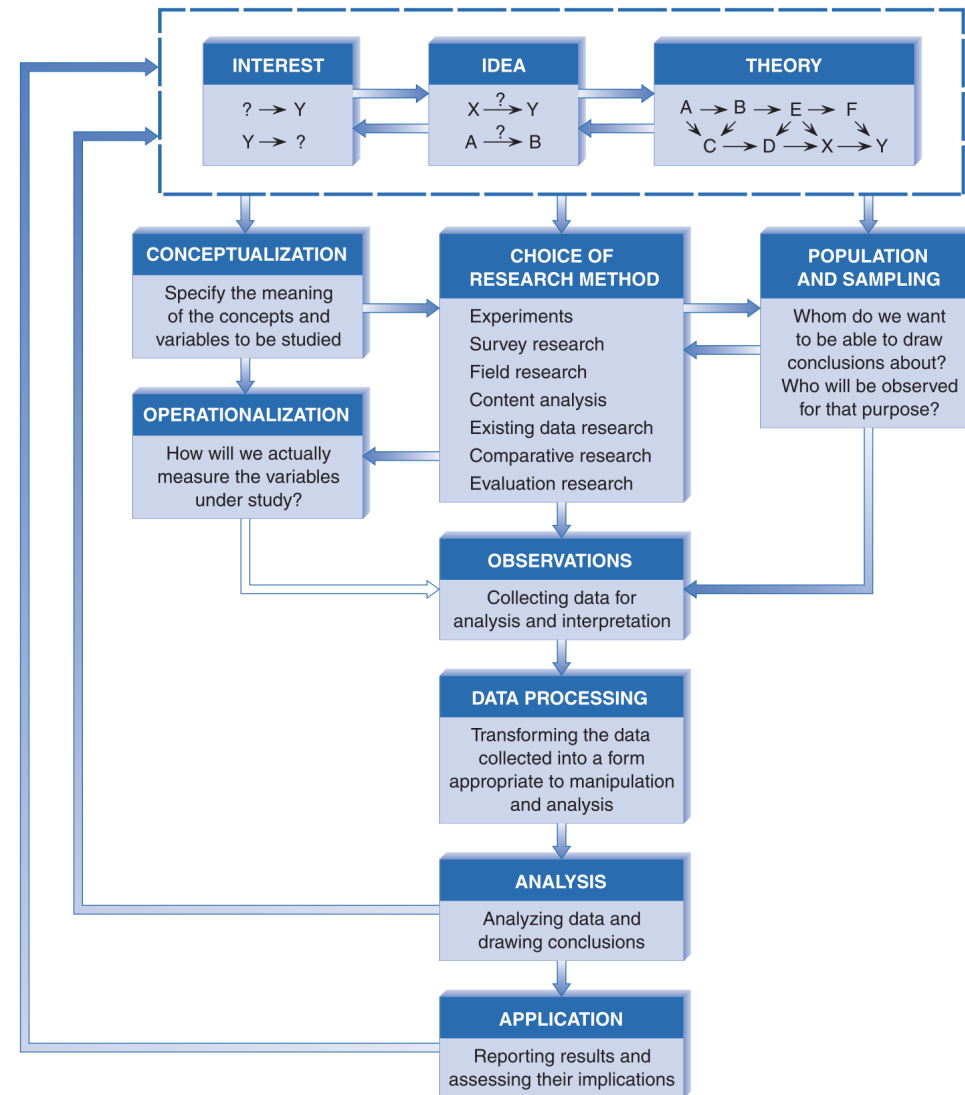 INTEREST
? → Y
Y → ?
IDEA
X ? → Y
A ? → B
THEORY
A → B → E → F
C → D → X → Y
CONCEPTUALIZATION
Specify the meaning
of the concepts and
variables to be studied
CHOICE OF
RESEARCH METHOD
Experiments
Survey research
Field research
Content analysis
Existing data research
Comparative research
Evaluation research
POPULATION
AND SAMPLING
Whom do we want
to be able to draw
conclusions about?
Who will be observed
for that purpose?
OPERATIONALIZATION
How will we actually
measure the variables
under study?
OBSERVATIONS
Collecting data for
analysis and interpretation
DATA PROCESSING
Transforming the data
collected into a form
appropriate to manipulation
and analysis
ANALYSIS
Analyzing data and
drawing conclusions
APPLICATION
Reporting results and
assessing their implications